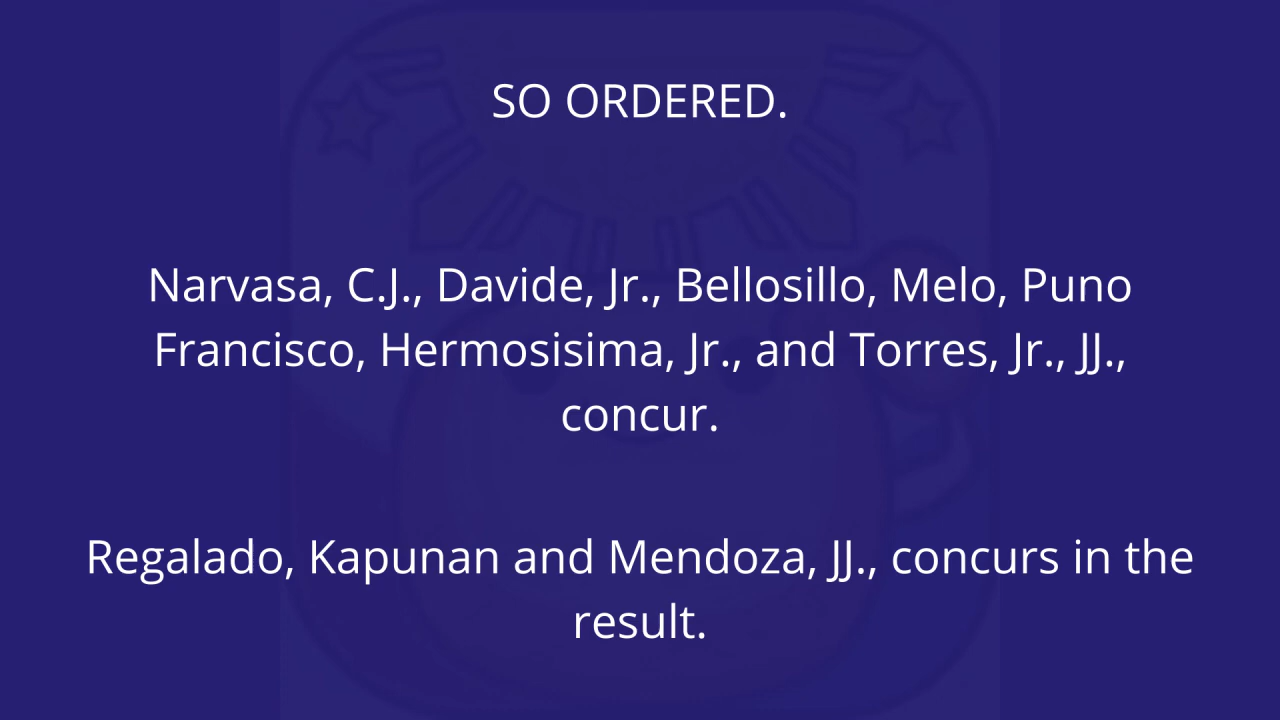 SO ORDERED.
Narvasa, C.J., Davide, Jr., Bellosillo, Melo, Puno
Francisco, Hermosisima, Jr., and Torres, Jr., JJ.,
concur.
Regalado, Kapunan and Mendoza, JJ., concurs in the
result.